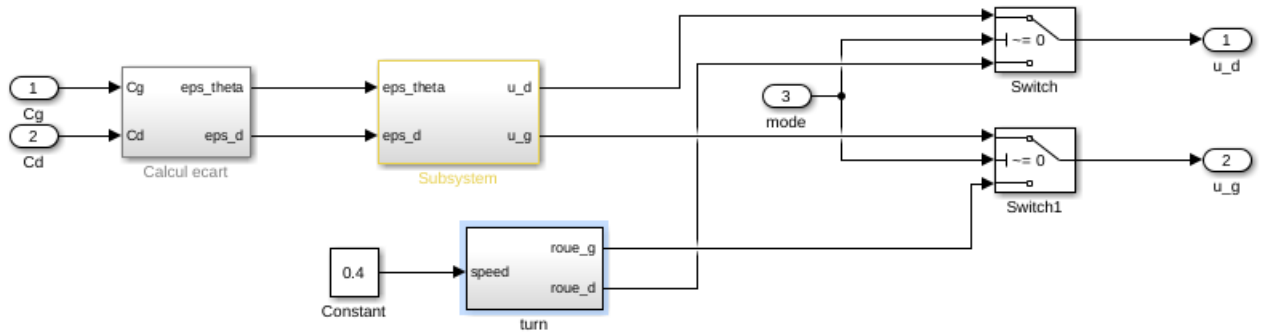 1
Cg
2
Cd
Cg
eps_theta
Cd
eps_d
Calcul ecart
eps_theta
u_d
eps_d
u_g
Subsystem
3
mode
~= 0
Switch
1
u_d
~= 0
Switch1
2
u_g
0.4
Constant
speed
roue_g
roue_d
turn